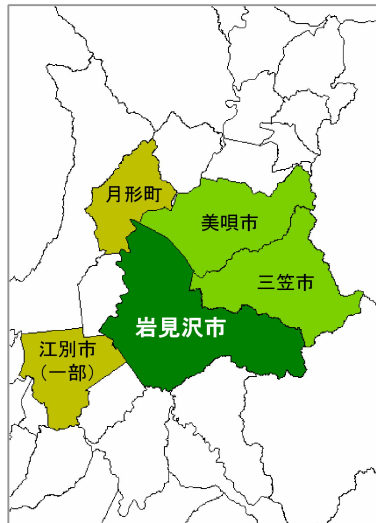 月形町
美唄市
三笠市
岩見沢市
江別市
（一部）